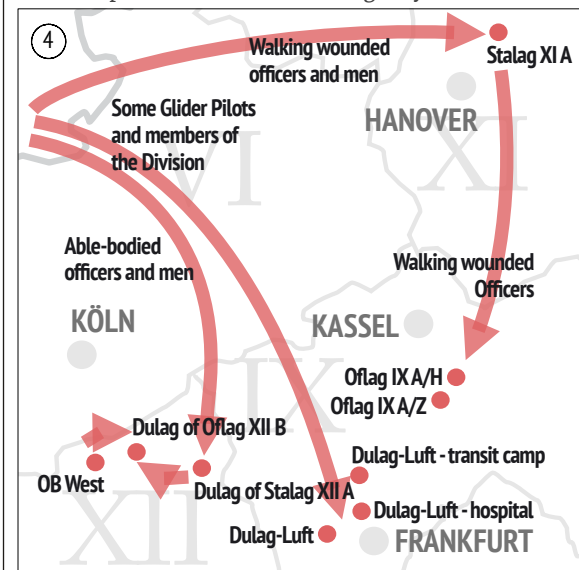 4
Walking wounded
officers and men
Stalag XI A
Some Glider Pilots
and members of
the Division
HANOVER
XI
VI
Able-bodied
officers and men
Walking wounded
Officers
KÖLN
KASSEL
IX
Oflag IX A/H
Oflag IX A/Z
Dulag of Oflag XII B
OB West
Dulag of Stalag XII A
XII
Dulag-Luft - transit camp
Dulag-Luft - hospital
Dulag-Luft
FRANKFURT